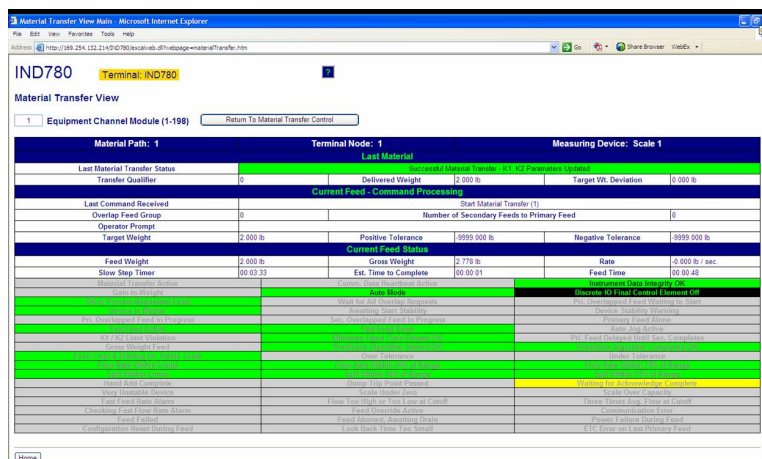 Material Transfer View Main - Microsoft Internet Explorer
File Edit View Favorites Tools Help
Address http://169.254.132.214/IND780/excalweb.dll?webpage=materialTransfer.htm Go Share Browser WebEx
IND780 Terminal: IND780 ?
Material Transfer View
1 Equipment Channel Module (1-198) Return To Material Transfer Control
Material Path: 1 Terminal Node: 1 Measuring Device: Scale 1
Last Material
Last Material Transfer Status Successful Material Transfer - K1, K2 Parameters Updated
Transfer Qualifier 0 Delivered Weight 2.000 lb Target Wt. Deviation 0.000 lb
Current Feed - Command Processing
Last Command Received Start Material Transfer (1)
Overlap Feed Group 0 Number of Secondary Feeds to Primary Feed 0
Operator Prompt
Target Weight 2.000 lb Positive Tolerance -9999.000 lb Negative Tolerance -9999.000 lb
Current Feed Status
Feed Weight 2.000 lb Gross Weight 2.778 lb Rate -0.000 lb / sec.
Slow Step Timer 00:03:33 Est. Time to Complete 00:00:01 Feed Time 00:00:48
Material Transfer Active Comm. Data Heartbeat Active Instrument Data Integrity OK
Gain-In-Weight Auto Mode Discrete IO Final Control Element Off
Wait for All Overlap Requests Pri. Overlapped Feed Waiting to Start
Awaiting Start Stability Device Stability Warning
Pri. Overlapped Feed In Progress Sec. Overlapped Feed in Progress Primary Feed Alone
Auto Jog Active
K1 / K2 Limit Violation Pri. Feed Delayed Until Sec. Completes
Gross Weight Feed
Over Tolerance Under Tolerance
Hand Add Complete Dump Trip Point Passed Waiting for Acknowledge Complete
Very Unstable Device Scale Under Zero Scale Over Capacity
Fast Feed Rate Alarm Flow Too High or Too Low at Cutoff Three Times Avg. Flow at Cutoff
Checking Fast Flow Rate Alarm Feed Override Active Communication Error
Feed Failed Feed Aborted, Awaiting Drain Power Failure During Feed
Configuration Reset During Feed Look Back Time Too Small ETC Error on Last Primary Feed
Home